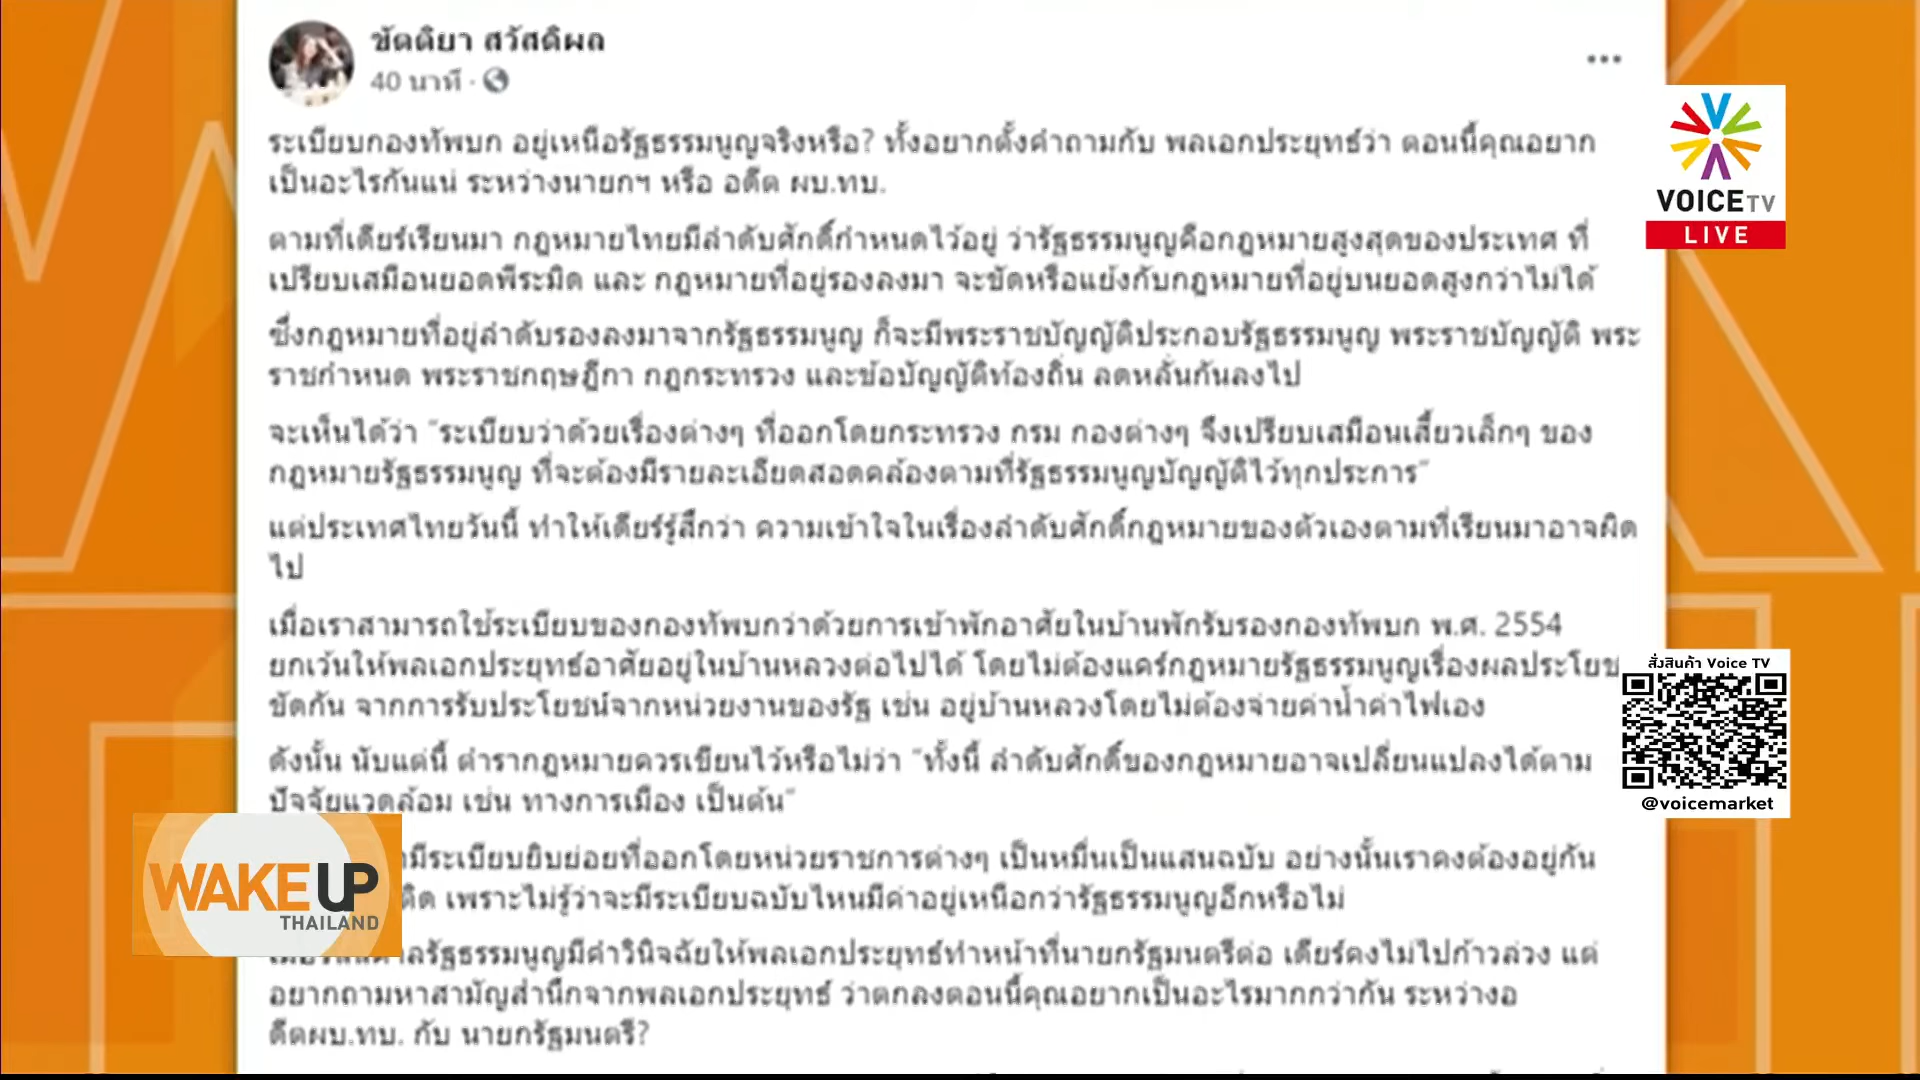 ขัตติยา สวัสดิผล
40 นาที
ระเบียบกองทัพบก อยู่เหนือรัฐธรรมนูญจริงหรือ? ทั้งอยากตั้งคำถามกับ พลเอกประยุทธ์ว่า ตอนนี้คุณอยาก
เป็นอะไรกันแน่ ระหว่างนายกฯ หรือ อดีต ผบ.ทบ.
ตามที่เดียร์เรียนมา กฎหมายไทยมีลำดับศักดิ์กำหนดไว้อยู่ ว่ารัฐธรรมนูญคือกฎหมายสูงสุดของประเทศ ที่
เปรียบเสมือนยอดพีระมิด และ กฎหมายที่อยู่รองลงมา จะขัดหรือแย้งกับกฎหมายที่อยู่บนยอดสูงกว่าไม่ได้
ซึ่งกฎหมายที่อยู่ลำดับรองลงมาจากรัฐธรรมนูญ ก็จะมีพระราชบัญญัติประกอบรัฐธรรมนูญ พระราชบัญญัติ พระ
ราชกำหนด พระราชกฤษฎีกา กฎกระทรวง และข้อบัญญัติท้องถิ่น ลดหลั่นกันลงไป
จะเห็นได้ว่า "ระเบียบว่าด้วยเรื่องต่างๆ ที่ออกโดยกระทรวง กรม กองต่างๆ จึงเปรียบเสมือนเสี้ยวเล็กๆ ของ
กฎหมายรัฐธรรมนูญ ที่จะต้องมีรายละเอียดสอดคล้องตามที่รัฐธรรมนูญบัญญัติไว้ทุกประการ"
แต่ประเทศไทยวันนี้ ทำให้เดียร์รู้สึกว่า ความเข้าใจในเรื่องลำดับศักดิ์กฎหมายของตัวเองตามที่เรียนมาอาจผิด
ไป
เมื่อเราสามารถใช้ระเบียบของกองทัพบกว่าด้วยการเข้าพักอาศัยในบ้านพักรับรองกองทัพบก พ.ศ. 2554
ยกเว้นให้พลเอกประยุทธ์อาศัยอยู่ในบ้านหลวงต่อไปได้ โดยไม่ต้องแคร์กฎหมายรัฐธรรมนูญเรื่องผลประโยช
ขัดกัน จากการรับประโยชน์จากหน่วยงานของรัฐ เช่น อยู่บ้านหลวงโดยไม่ต้องจ่ายค่าน้ำค่าไฟเอง
ดังนั้น นับแต่นี้ ตำรากฎหมายควรเขียนไว้หรือไม่ว่า "ทั้งนี้ ลำดับศักดิ์ของกฎหมายอาจเปลี่ยนแปลงได้ตาม
ปัจจัยแวดล้อม เช่น ทางการเมือง เป็นต้น"
มีระเบียบยิบย่อยที่ออกโดยหน่วยราชการต่างๆ เป็นหมื่นเป็นแสนฉบับ อย่างนั้นเราคงต้องอยู่กัน
เพราะไม่รู้ว่าจะมีระเบียบฉบับไหนมีค่าอยู่เหนือกว่ารัฐธรรมนูญอีกหรือไม่
รัฐธรรมนูญมีคำวินิจฉัยให้พลเอกประยุทธ์ทำหน้าที่นายกรัฐมนตรีต่อ เดียร์คงไม่ไปก้าวล่วง แต่
อยากถามหาสามัญสำนึกจากพลเอกประยุทธ์ ว่าตกลงตอนนี้คุณอยากเป็นอะไรมากกว่ากัน ระหว่างอ
ดีตผบ.ทบ. กับ นายกรัฐมนตรี?
VOICE TV
LIVE
สั่งสินค้า Voice TV
@voicemarket
WAKE UP
THAILAND